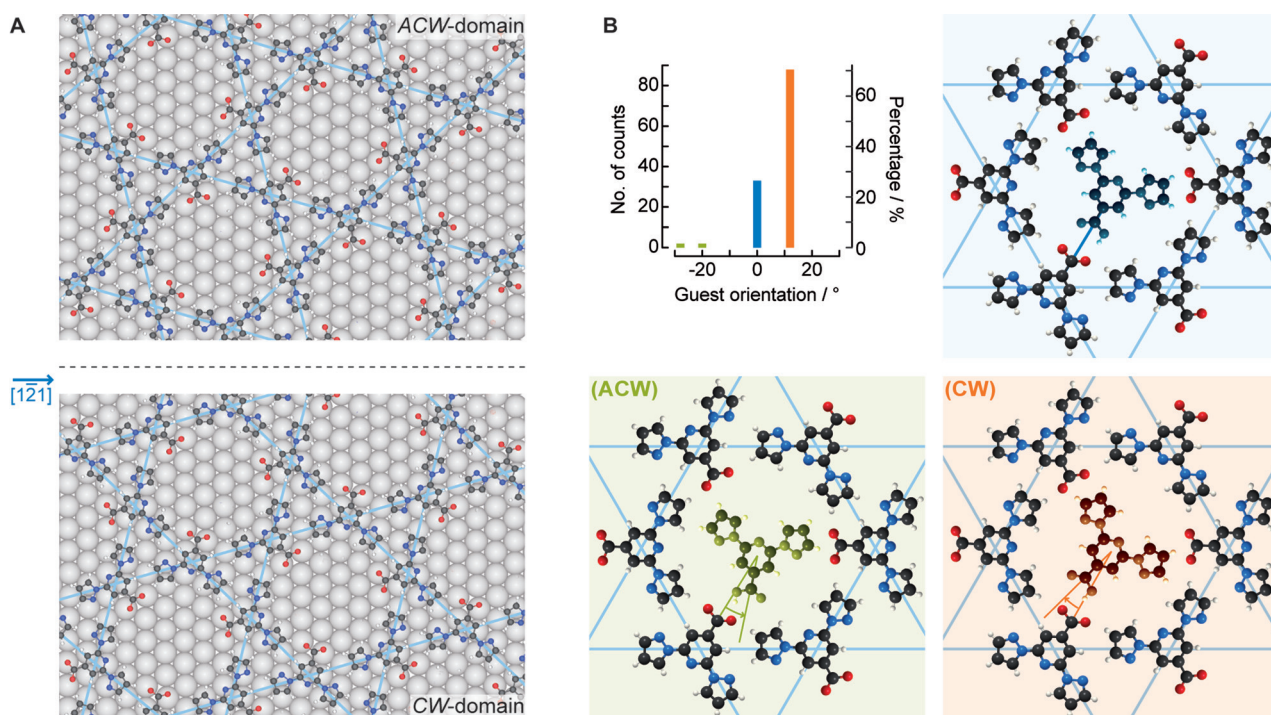 A
ACW-domain
[12̄1]
CW-domain
B
No. of counts
80
60
40
20
0
Percentage / %
60
40
20
0
-20
0
20
Guest orientation / °
(ACW)
(CW)